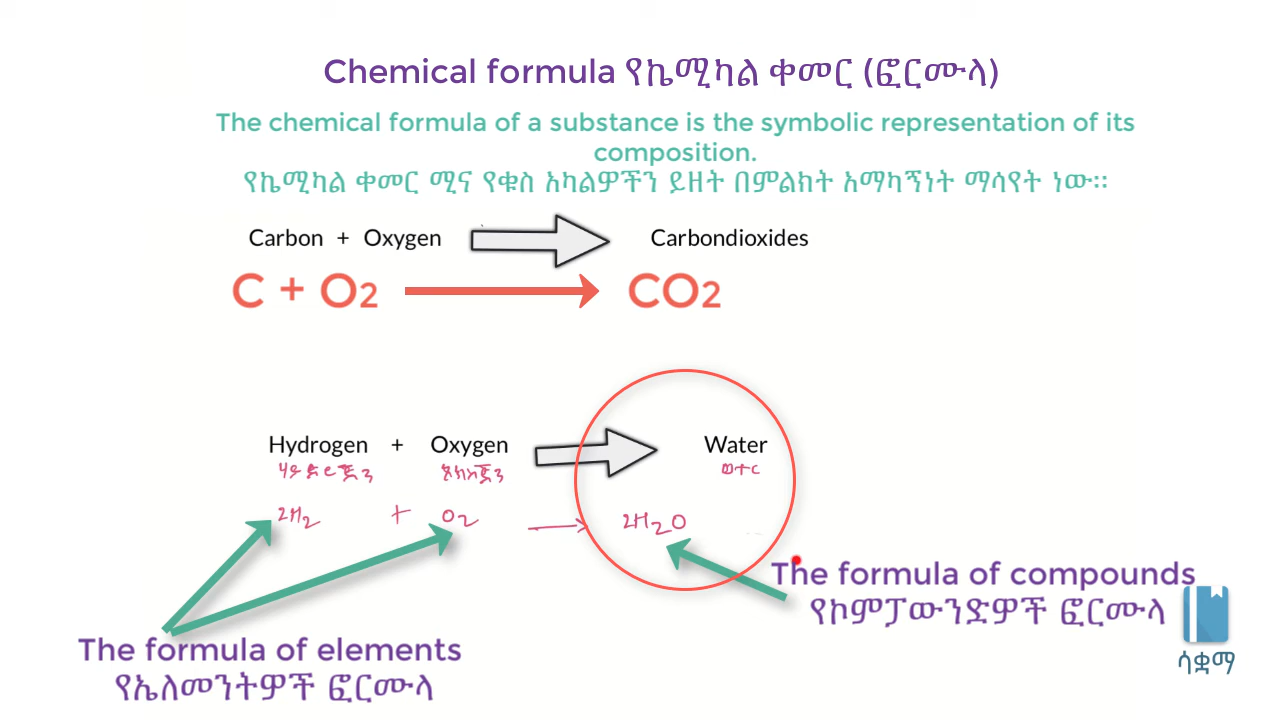 Chemical formula የኬሚካል ቀመር (ፎርሙላ)
The chemical formula of a substance is the symbolic representation of its
composition.
የኬሚካል ቀመር ሚና የቁስ አካልዎችን ይዘት በምልክት አማካኝነት ማሳየት ነው።
Carbon + Oxygen Carbondioxides
C + O2 CO2
Hydrogen + Oxygen Water
ሃይድሮጅን ኦክስጅን ወተር
2H2 + O2 → 2H2O
The formula of compounds
የኮምፓውንድዎች ፎርሙላ
ሳቋማ
The formula of elements
የኤለመንትዎች ፎርሙላ